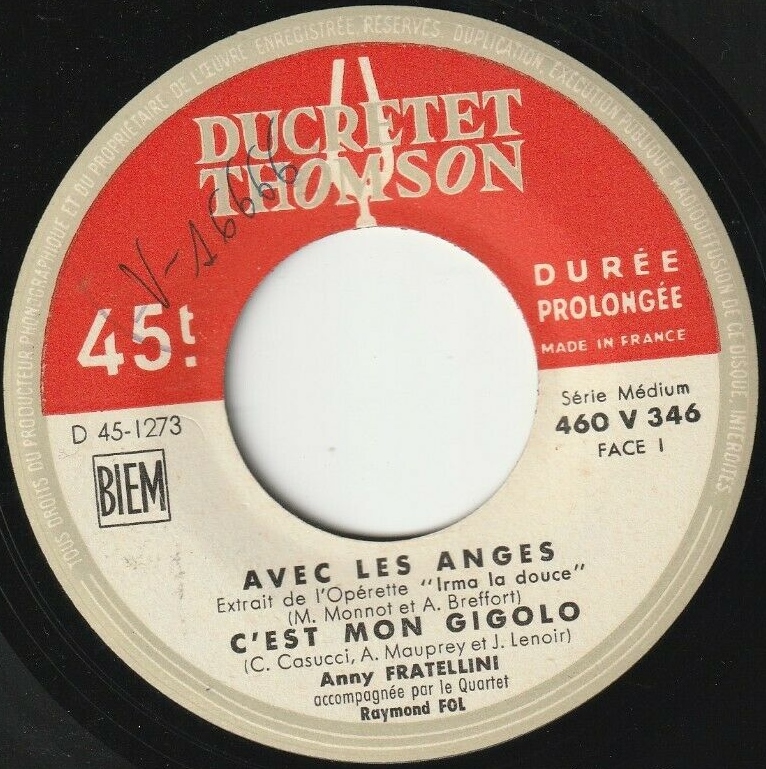 TOUS DROITS DU PRODUCTEUR PHONOGRAPHIQUE ET DU PROPRIÉTAIRE DE L'ŒUVRE ENREGISTRÉE RÉSERVÉS. DUPLICATION, EXÉCUTION PUBLIQUE, RADIODIFFUSION DE CE DISQUE, INTERDITES
DUCRETET
THOMSON
V-16666
45t.
DURÉE
PROLONGÉE
MADE IN FRANCE
D 45-1273
BIEM
Série Médium
460 V 346
FACE I
AVEC LES ANGES
Extrait de l'Opérette "Irma la douce"
(M. Monnot et A. Breffort)
C'EST MON GIGOLO
(C. Casucci, A. Mauprey et J. Lenoir)
Anny FRATELLINI
accompagnée par le Quartet
Raymond FOL